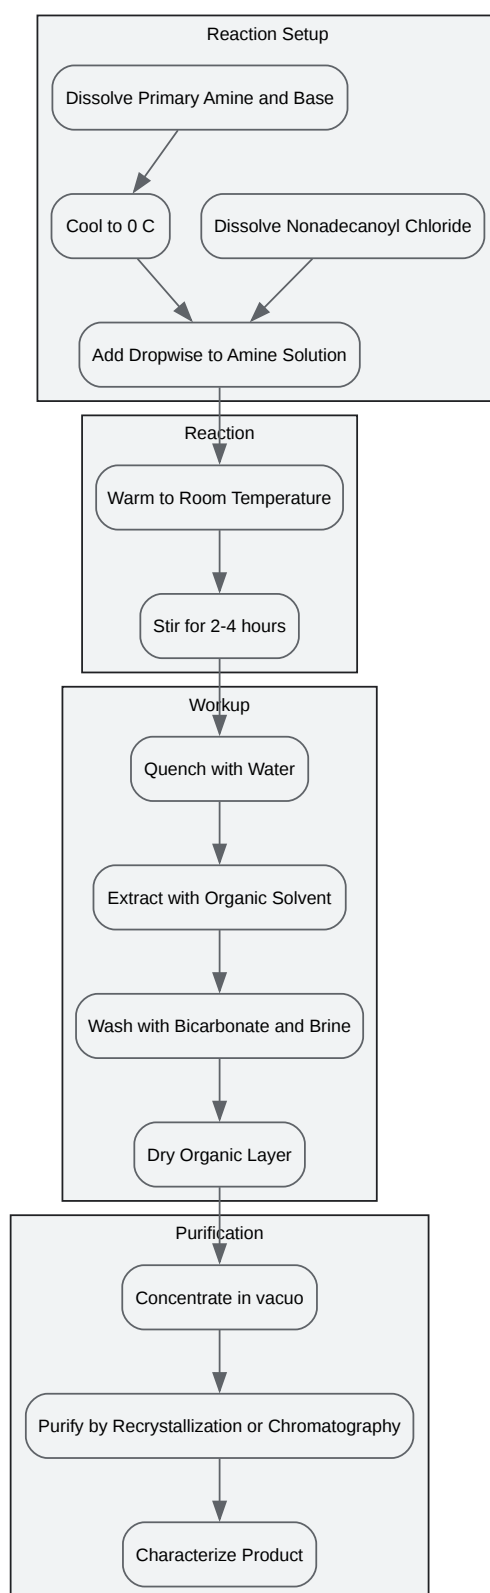 Reaction Setup
Dissolve Primary Amine and Base
Cool to 0 C
Dissolve Nonadecanoyl Chloride
Add Dropwise to Amine Solution
Reaction
Warm to Room Temperature
Stir for 2-4 hours
Workup
Quench with Water
Extract with Organic Solvent
Wash with Bicarbonate and Brine
Dry Organic Layer
Purification
Concentrate in vacuo
Purify by Recrystallization or Chromatography
Characterize Product